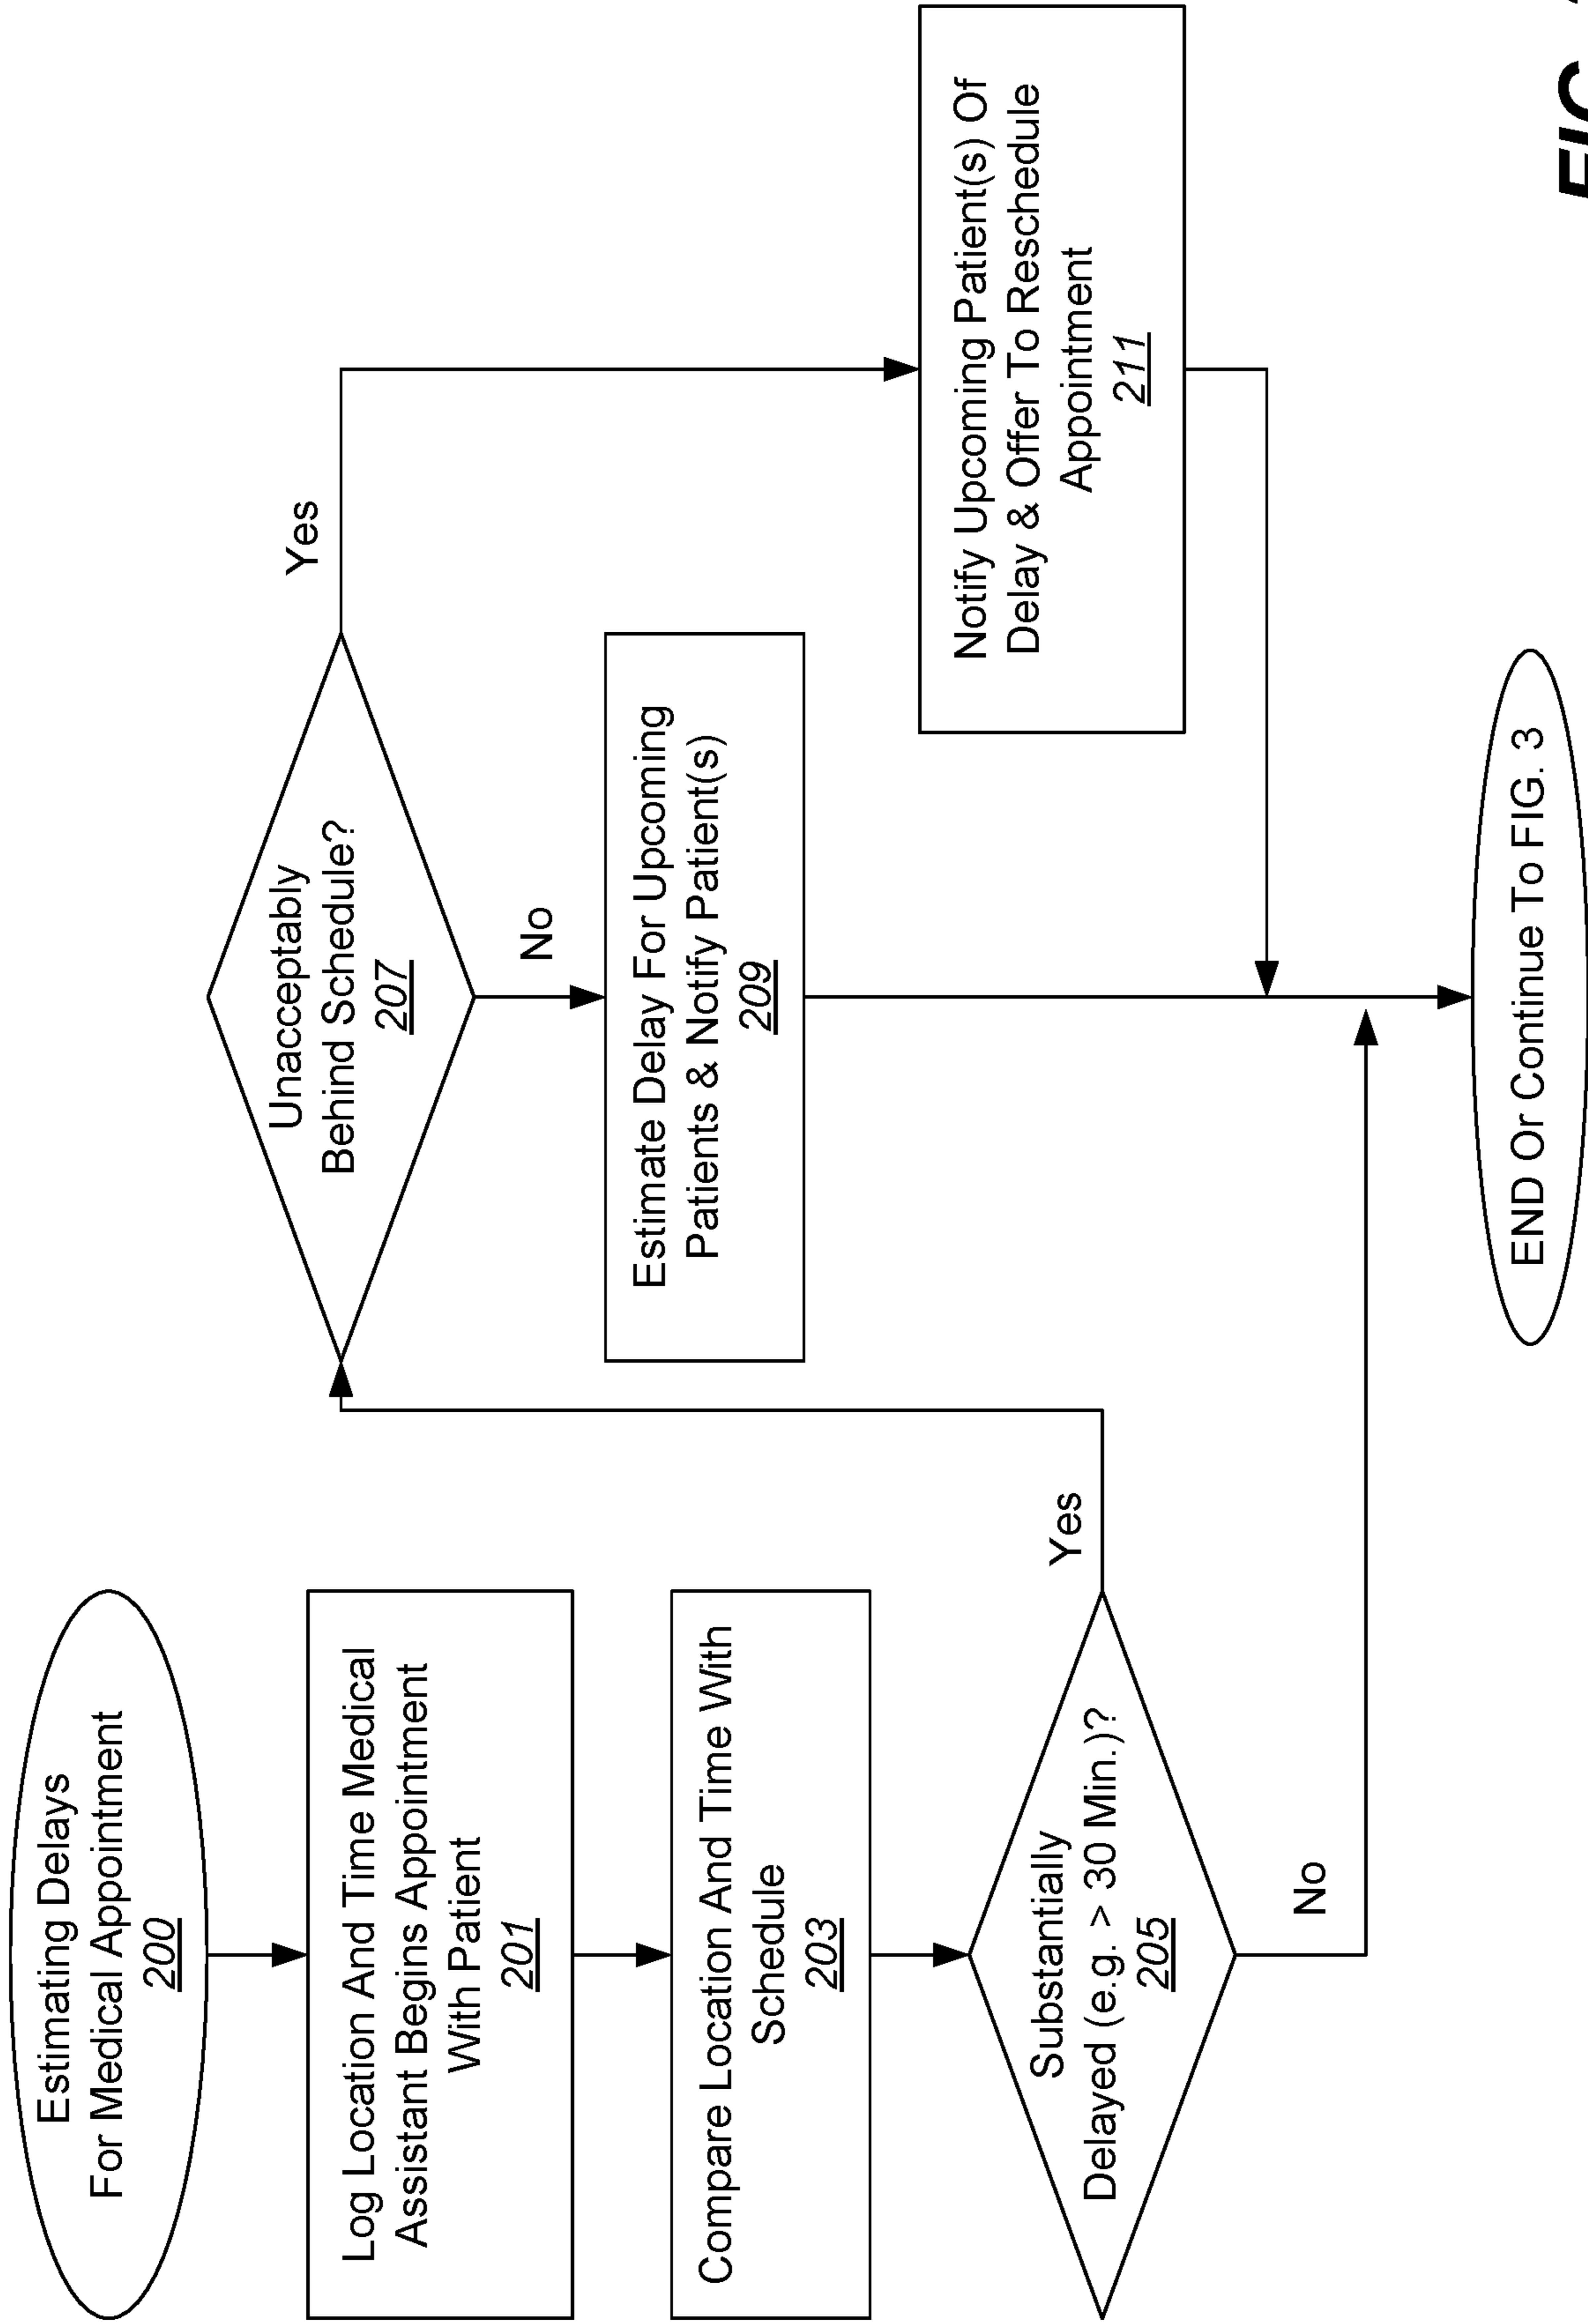 Estimating Delays
For Medical Appointment
200
Log Location And Time Medical
Assistant Begins Appointment
With Patient
201
Compare Location And Time With
Schedule
203
Substantially
Delayed (e.g. > 30 Min.)?
205
Yes
No
Unacceptably
Behind Schedule?
207
Yes
No
Estimate Delay For Upcoming
Patients & Notify Patient(s)
209
Notify Upcoming Patient(s) Of
Delay & Offer To Reschedule
Appointment
211
END Or Continue To FIG. 3